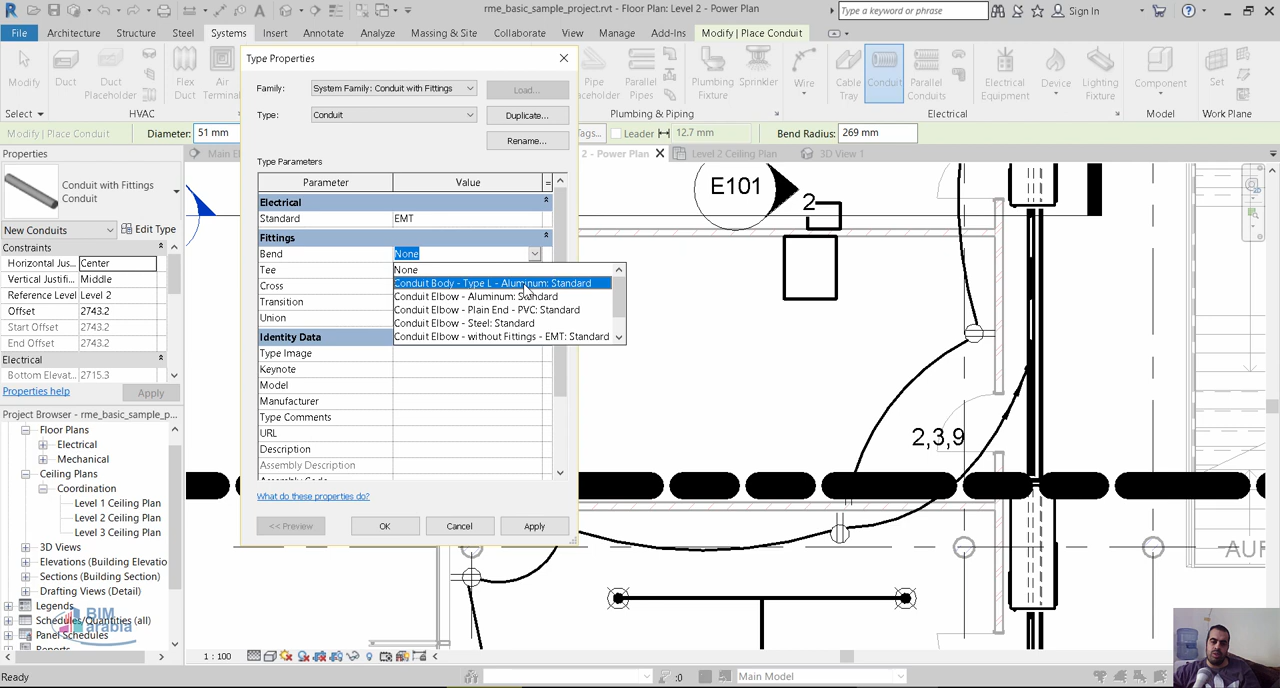 rme_basic_sample_project.rvt - Floor Plan: Level 2 - Power Plan
Type a keyword or phrase
Sign In
File Architecture Structure Steel Systems Insert Annotate Analyze Massing & Site Collaborate View Manage Add-Ins Modify | Place Conduit
Modify
Duct
Duct Placeholder
Flex Duct
Air Terminal
Pipe Placeholder
Parallel Pipes
Plumbing Fixture
Sprinkler
Wire
Cable Tray
Conduit
Parallel Conduits
Electrical Equipment
Device
Lighting Fixture
Component
Set
Select
HVAC
Plumbing & Piping
Electrical
Model
Work Plane
Modify | Place Conduit
Diameter: 51 mm
Tags...
Leader
12.7 mm
Bend Radius: 269 mm
Properties
Conduit with Fittings
Conduit
New Conduits
Edit Type
Constraints
Horizontal Jus... Center
Vertical Justifi... Middle
Reference Level Level 2
Offset 2743.2
Start Offset 2743.2
End Offset 2743.2
Electrical
Bottom Elevat... 2715.3
Properties help
Apply
Project Browser - rme_basic_sample_p...
Floor Plans
Electrical
Mechanical
Ceiling Plans
Coordination
Level 1 Ceiling Plan
Level 2 Ceiling Plan
Level 3 Ceiling Plan
3D Views
Elevations (Building Elevatio
Sections (Building Section)
Drafting Views (Detail)
Legends
Schedules/Quantities (all)
Panel Schedules
BIM
arabia
Type Properties
Family: System Family: Conduit with Fittings
Load...
Type: Conduit
Duplicate...
Rename...
Type Parameters
Parameter Value =
Electrical
Standard EMT
Fittings
Bend None
Tee
Cross
Transition
Union
None
Conduit Body - Type L - Aluminum: Standard
Conduit Elbow - Aluminum: Standard
Conduit Elbow - Plain End - PVC: Standard
Conduit Elbow - Steel: Standard
Conduit Elbow - without Fittings - EMT: Standard
Identity Data
Type Image
Keynote
Model
Manufacturer
Type Comments
URL
Description
Assembly Description
Assembly Code
What do these properties do?
<< Preview
OK
Cancel
Apply
2 - Power Plan
Level 2 Ceiling Plan
3D View 1
E101
2
2,3,9
1 : 100
Ready
:0
Main Model